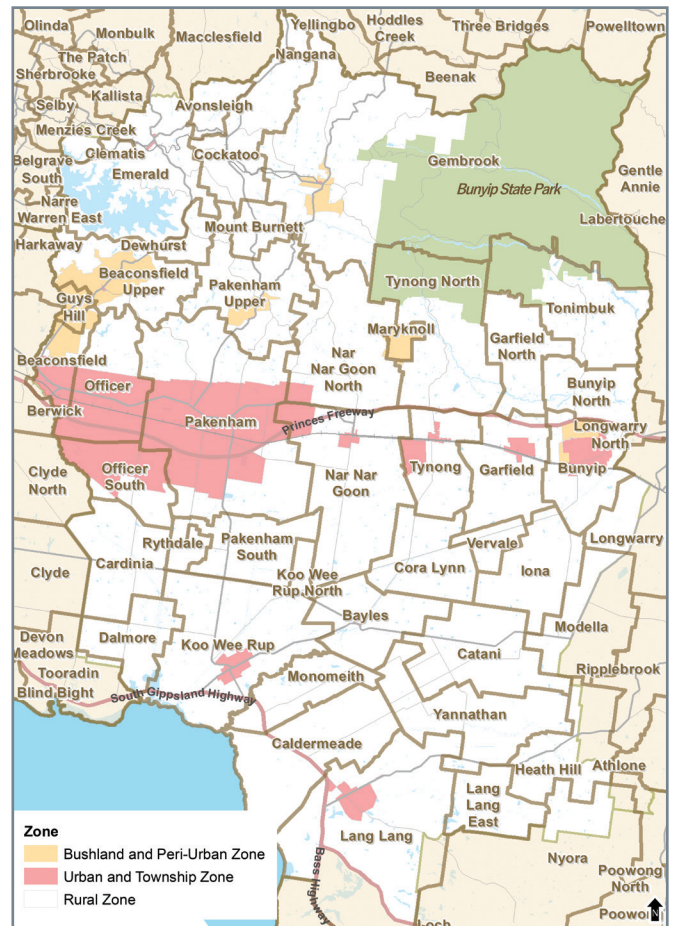 Olinda
Monbulk
Macclesfield
Yellingbo
Hoddles
Creek
Three Bridges
Powelltown
Nangana
The Patch
Sherbrooke
Beenak
Kallista
Selby
Avonsleigh
Menzies Creek
Clematis
Cockatoo
Gembrook
Belgrave
South
Emerald
Bunyip State Park
Gentle
Annie
Narre
Warren East
Labertouche
Mount Burnett
Harkaway
Dewhurst
Beaconsfield
Upper
Pakenham
Upper
Tynong North
Tonimbuk
Guys
Hill
Maryknoll
Nar
Nar Goon
North
Garfield
North
Beaconsfield
Officer
Bunyip
North
Berwick
Pakenham
Princes Freeway
Longwarry
North
Officer
South
Clyde
North
Nar Nar
Goon
Tynong
Garfield
Bunyip
Rythdale
Pakenham
South
Vervale
Longwarry
Clyde
Cardinia
Koo Wee
Rup North
Cora Lynn
Iona
Bayles
Modella
Devon
Meadows
Dalmore
Koo Wee Rup
Catani
Tooradin
Monomeith
Ripplebrook
Blind Bight
South Gippsland Highway
Yannathan
Caldermeade
Heath Hill
Athlone
Lang
Lang
East
Lang Lang
Nyora
Poowong
North
Bass Highway
Poowon
Loch
N
Zone
Bushland and Peri-Urban Zone
Urban and Township Zone
Rural Zone